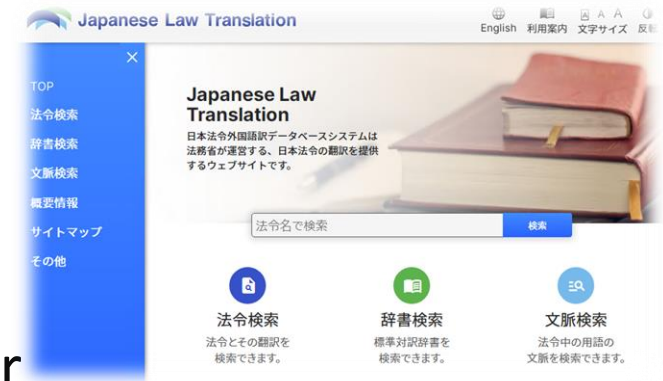 Japanese Law Translation
English 利用案内 文字サイズ
A A A
×
TOP
法令検索
辞書検索
文脈検索
概要情報
サイトマップ
その他
Japanese Law
Translation
日本法令外国語訳データベースシステムは
法務省が運営する、日本法令の翻訳を提供
するウェブサイトです。
法令名で検索
検索
法令検索
法令とその翻訳を
検索できます。
辞書検索
標準対訳辞書を
検索できます。
文脈検索
法令中の用語の
文脈を検索できます。
r